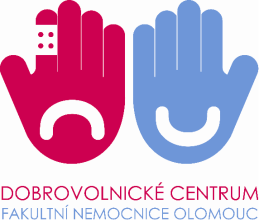 DOBROVOLNICKÉ CENTRUM
FAKULTNÍ NEMOCNICE OLOMOUC